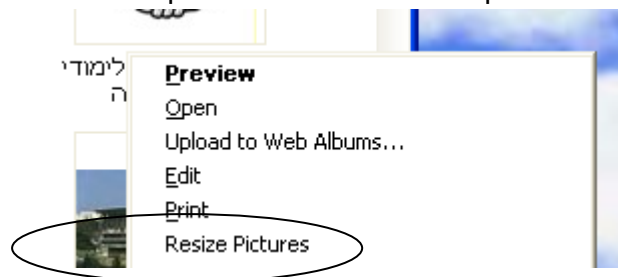 לימודי
ה
Preview
Open
Upload to Web Albums...
Edit
Print
Resize Pictures